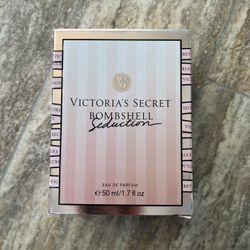 VICTORIA'S SECRET
BOMBSHELL
Seduction
EAU DE PARFUM
e 50 ml/1.7 fl oz